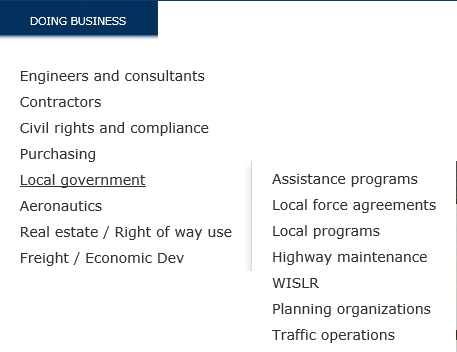 DOING BUSINESS
Engineers and consultants
Contractors
Civil rights and compliance
Purchasing
Local government
Aeronautics
Real estate / Right of way use
Freight / Economic Dev
Assistance programs
Local force agreements
Local programs
Highway maintenance
WISLR
Planning organizations
Traffic operations